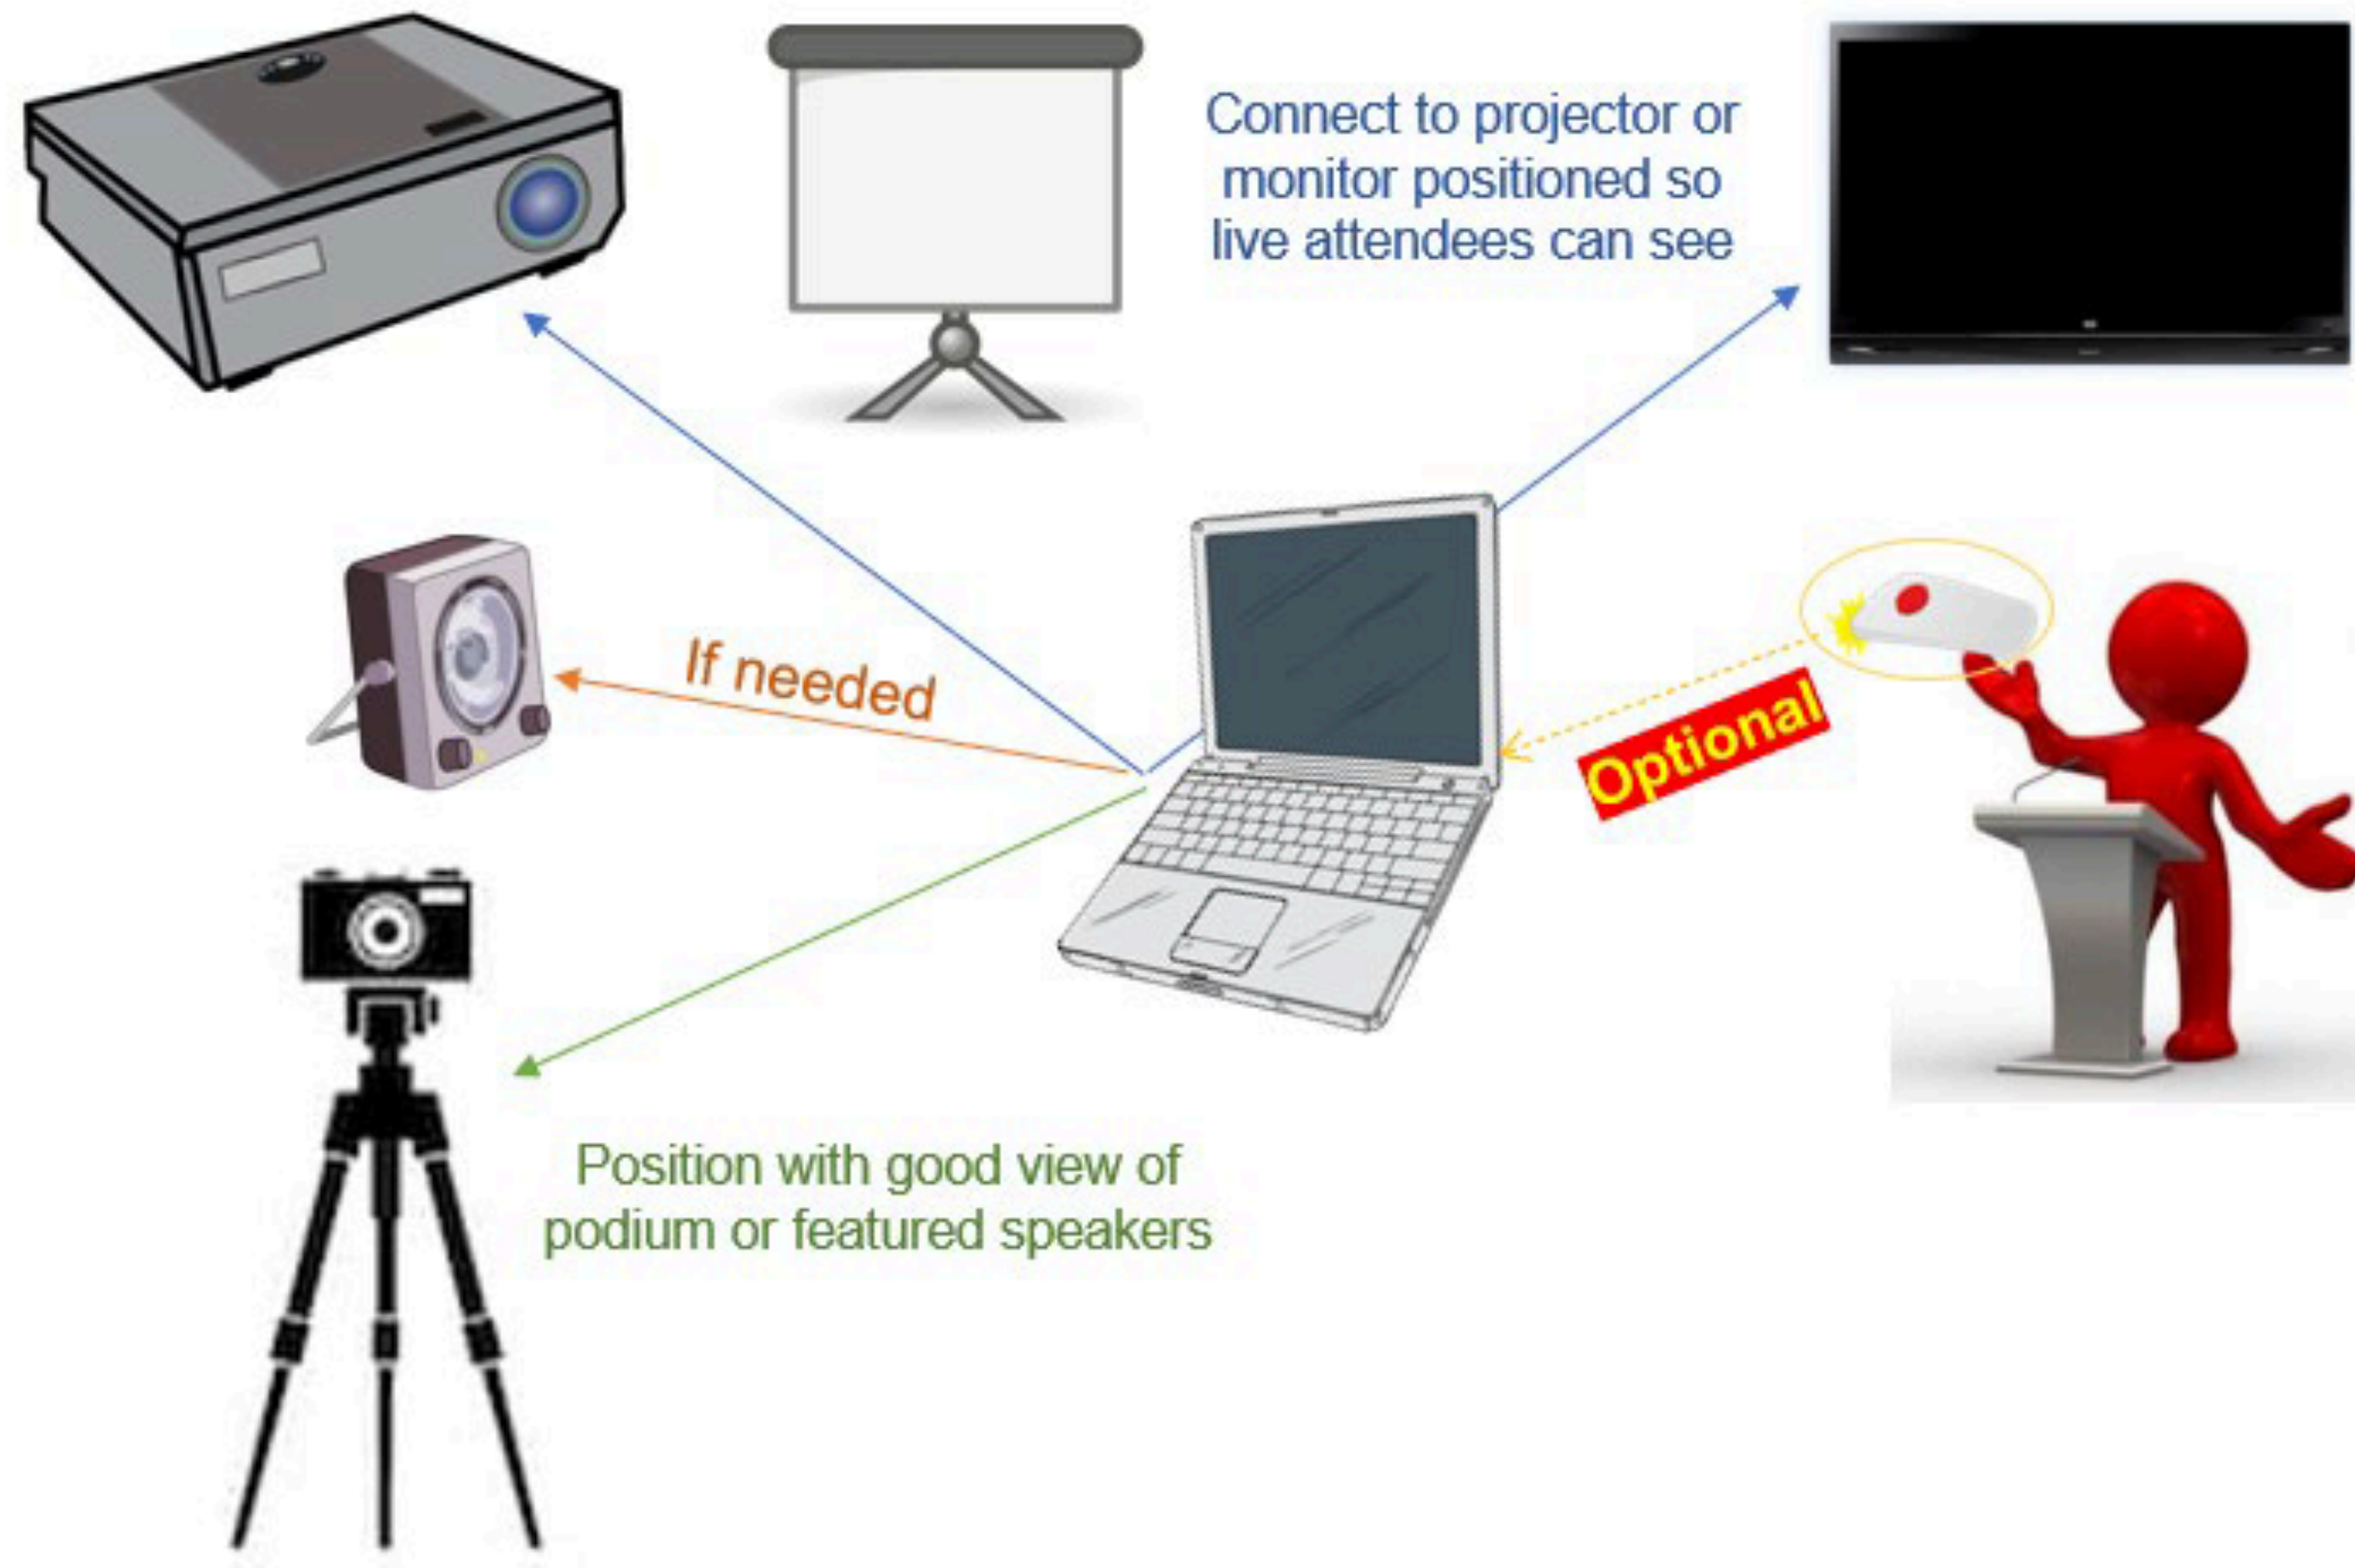 Connect to projector or
monitor positioned so
live attendees can see
If needed
Optional
Position with good view of
podium or featured speakers